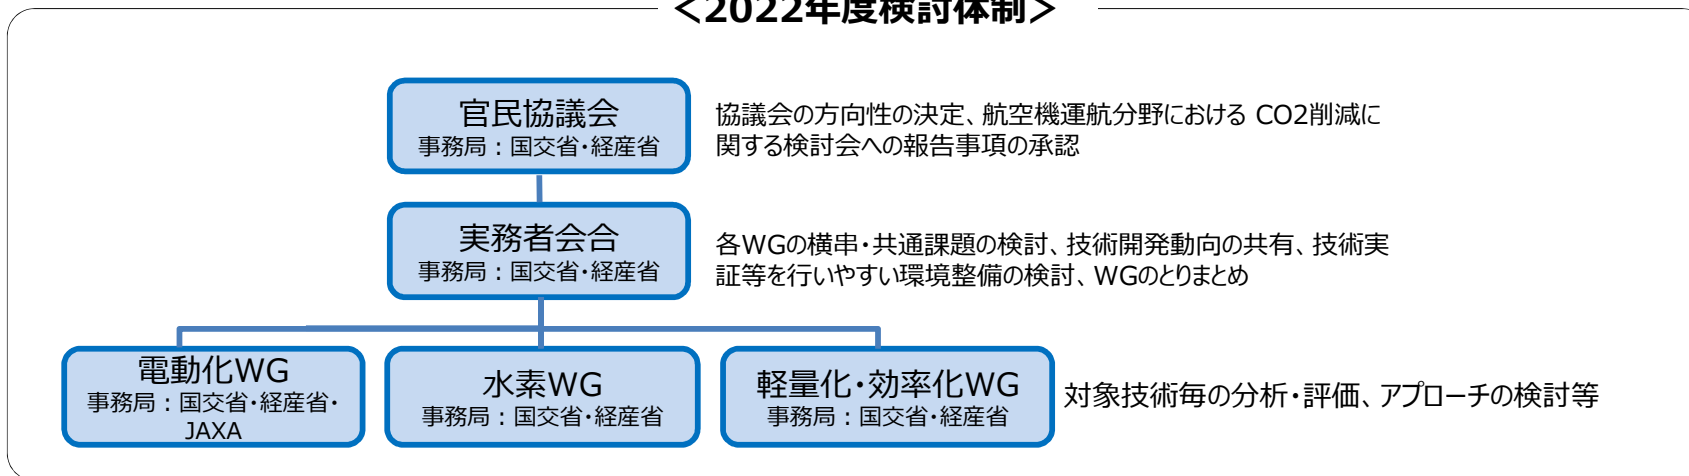 <2022年度検討体制>
官民協議会
事務局：国交省・経産省
協議会の方向性の決定、航空機運航分野における CO2削減に
関する検討会への報告事項の承認
実務者会合
事務局：国交省・経産省
各WGの横串・共通課題の検討、技術開発動向の共有、技術実
証等を行いやすい環境整備の検討、WGのとりまとめ
電動化WG
事務局：国交省・経産省・
JAXA
水素WG
事務局：国交省・経産省
軽量化・効率化WG
事務局：国交省・経産省
対象技術毎の分析・評価、アプローチの検討等